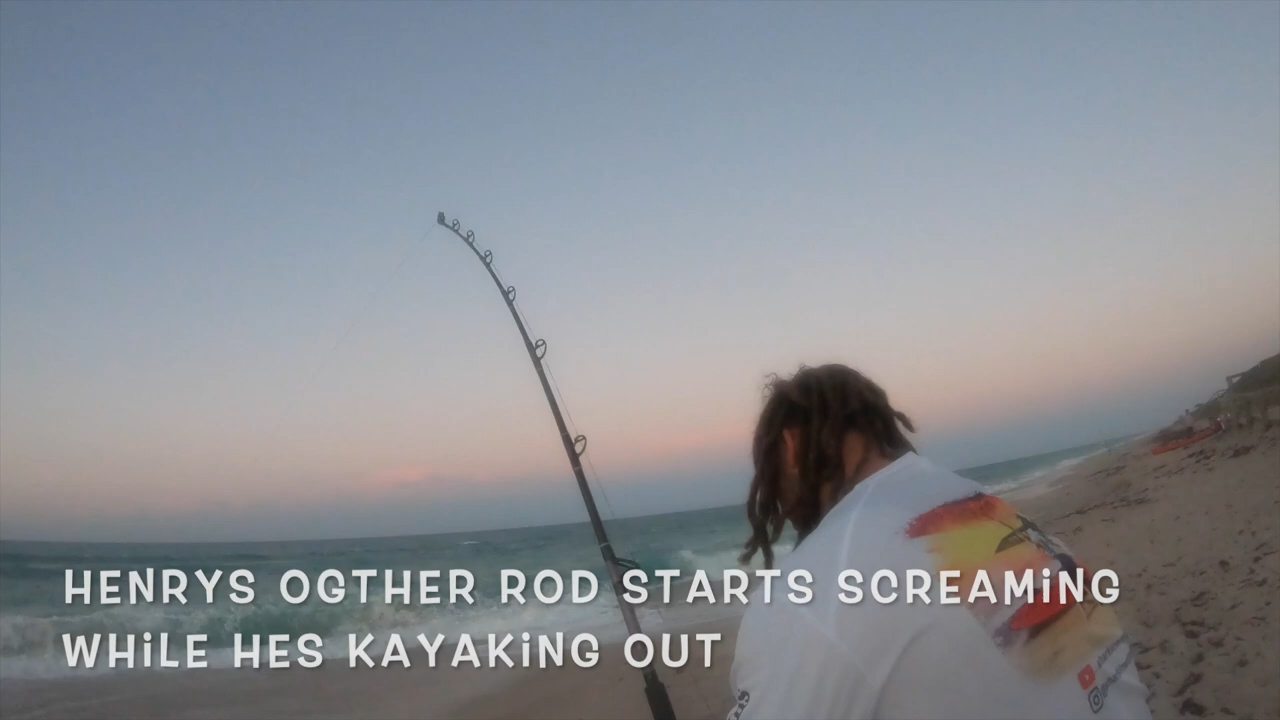 HENRYS OGTHER ROD STARTS SCREAMiNG
WHiLE HES KAYAKiNG OUT